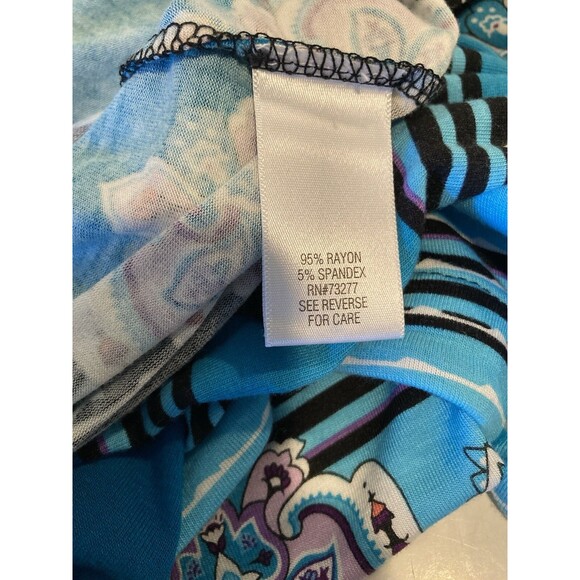 95% RAYON
5% SPANDEX
RN#73277
SEE REVERSE
FOR CARE